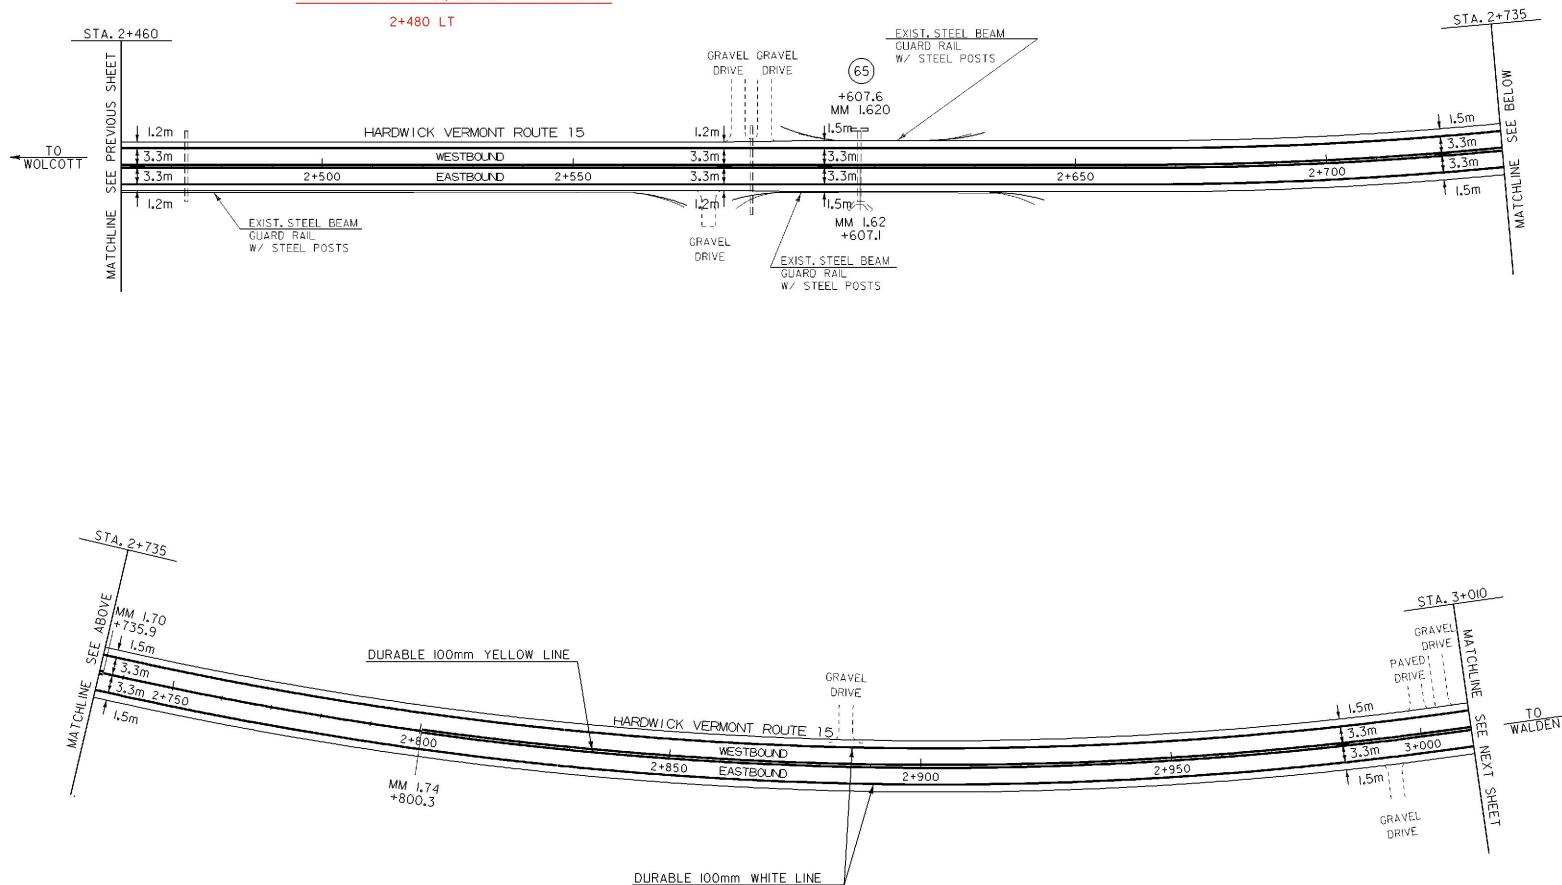 2+480 LT
STA. 2+460
STA. 2+735
MATCHLINE SEE PREVIOUS SHEET
TO
WOLCOTT
GRAVEL
DRIVE
GRAVEL
DRIVE
65
+607.6
MM 1.620
EXIST. STEEL BEAM
GUARD RAIL
W/ STEEL POSTS
1.2m
HARDWICK VERMONT ROUTE 15
1.2m
1.5m
1.5m
3.3m
WESTBOUND
3.3m
3.3m
3.3m
3.3m
2+500
EASTBOUND
2+550
3.3m
3.3m
2+650
2+700
3.3m
1.2m
1.2m
1.5m
1.5m
EXIST. STEEL BEAM
GUARD RAIL
W/ STEEL POSTS
GRAVEL
DRIVE
MM 1.62
+607.1
EXIST. STEEL BEAM
GUARD RAIL
W/ STEEL POSTS
MATCHLINE SEE BELOW
STA. 2+735
MATCHLINE SEE ABOVE
MM 1.70
+735.9
1.5m
3.3m
3.3m
2+750
1.5m
DURABLE 100mm YELLOW LINE
2+800
MM 1.74
+800.3
HARDWICK VERMONT ROUTE 15
GRAVEL
DRIVE
WESTBOUND
2+850
EASTBOUND
2+900
2+950
1.5m
3.3m
3.3m
3+000
1.5m
PAVED
DRIVE
GRAVEL
DRIVE
GRAVEL
DRIVE
STA. 3+010
MATCHLINE SEE NEXT SHEET
TO
WALDEN
DURABLE 100mm WHITE LINE